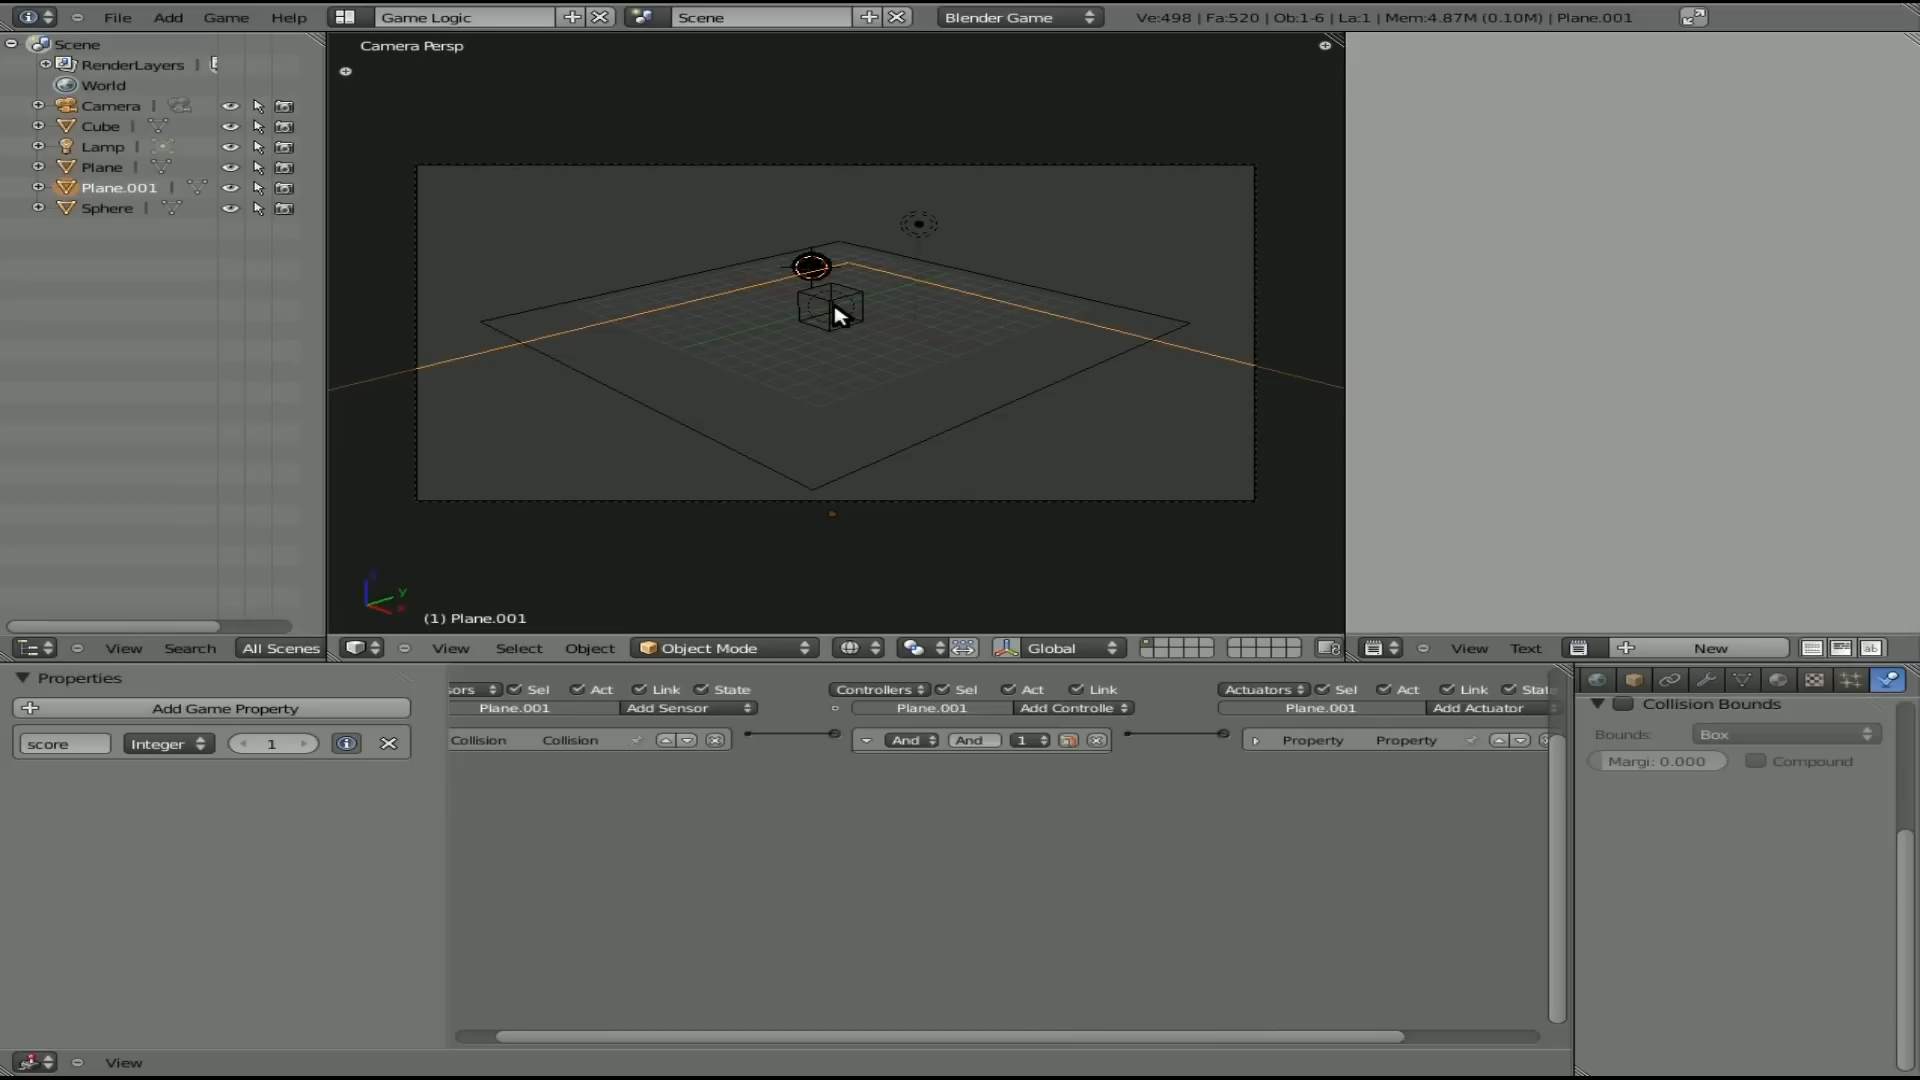 File Add Game Help Game Logic Scene Blender Game Ve:498 | Fa:520 | Ob:1-6 | La:1 | Mem:4.87M (0.10M) | Plane.001
Scene
RenderLayers |
World
Camera |
Cube |
Lamp |
Plane |
Plane.001 |
Sphere |
Camera Persp
y
x
(1) Plane.001
View Search All Scenes
View Select Object Object Mode Global
View Text New
Properties
Add Game Property
score Integer 1
sors Sel Act Link State
Plane.001 Add Sensor
Collision Collision
Controllers Sel Act Link
Plane.001 Add Controlle
And And 1
Actuators Sel Act Link Stat
Plane.001 Add Actuator
Property Property
Collision Bounds
Bounds: Box
Margi: 0.000 Compound
View